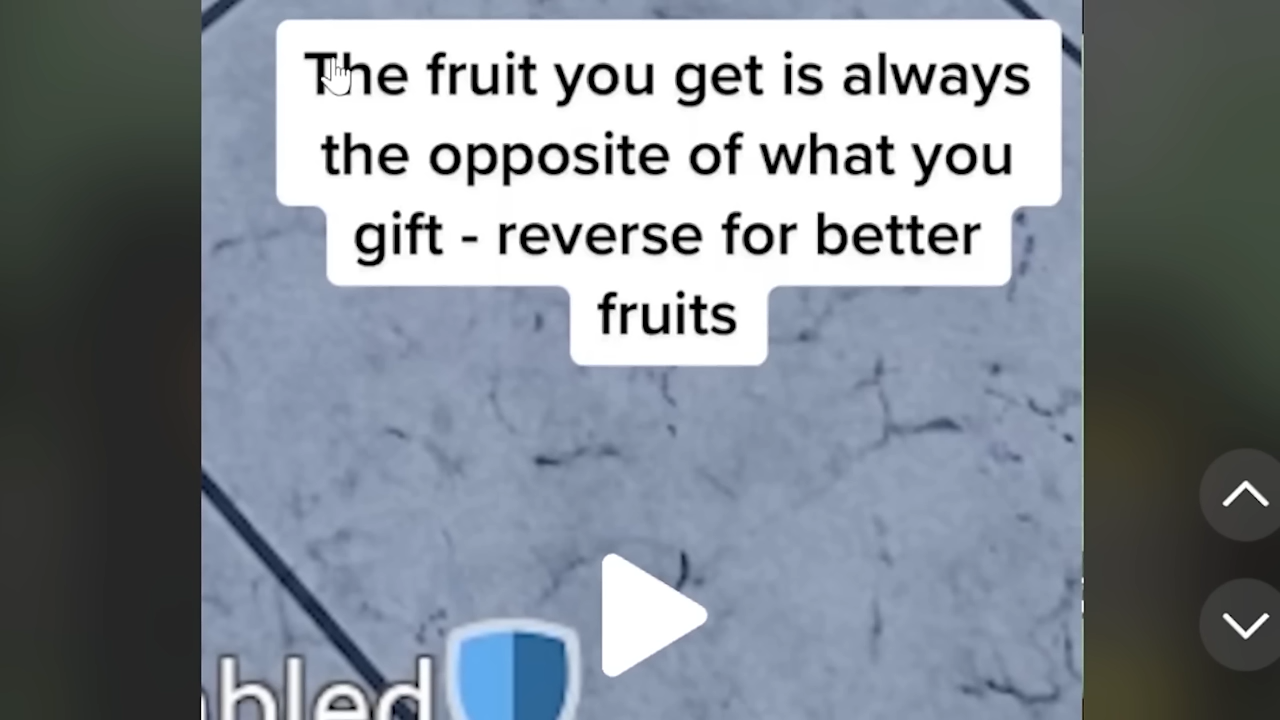 The fruit you get is always
the opposite of what you
gift - reverse for better
fruits